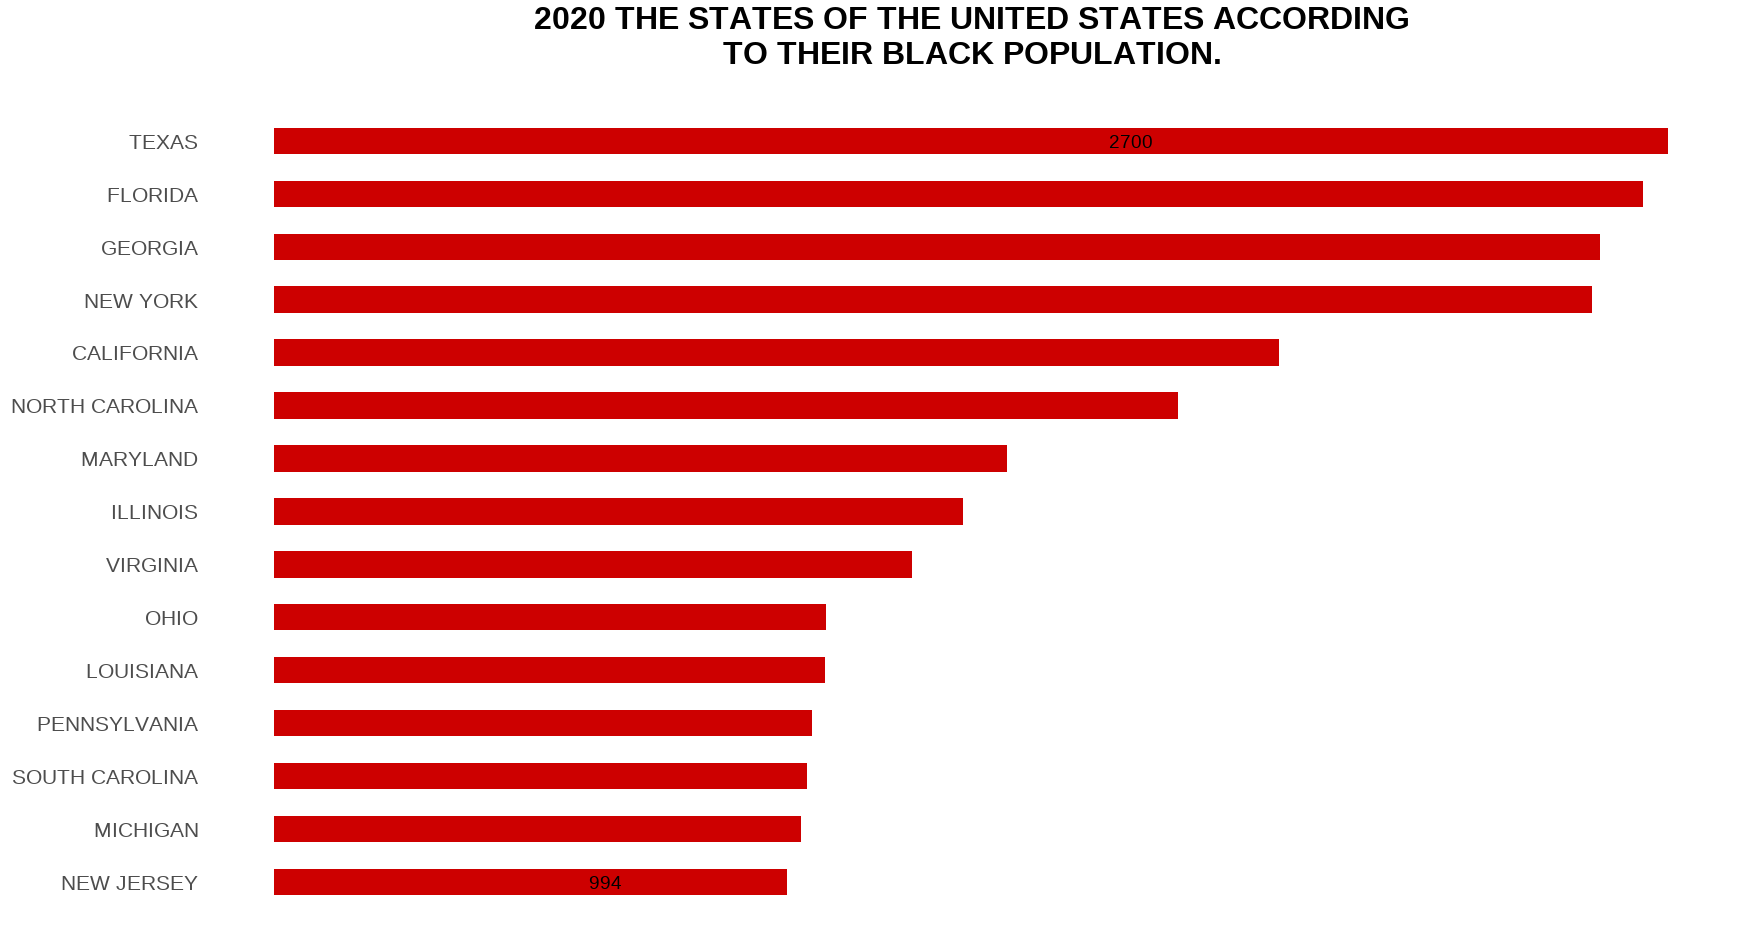 2020 THE STATES OF THE UNITED STATES ACCORDING
TO THEIR BLACK POPULATION.
TEXAS
2700
FLORIDA
GEORGIA
NEW YORK
CALIFORNIA
NORTH CAROLINA
MARYLAND
ILLINOIS
VIRGINIA
OHIO
LOUISIANA
PENNSYLVANIA
SOUTH CAROLINA
MICHIGAN
NEW JERSEY
994